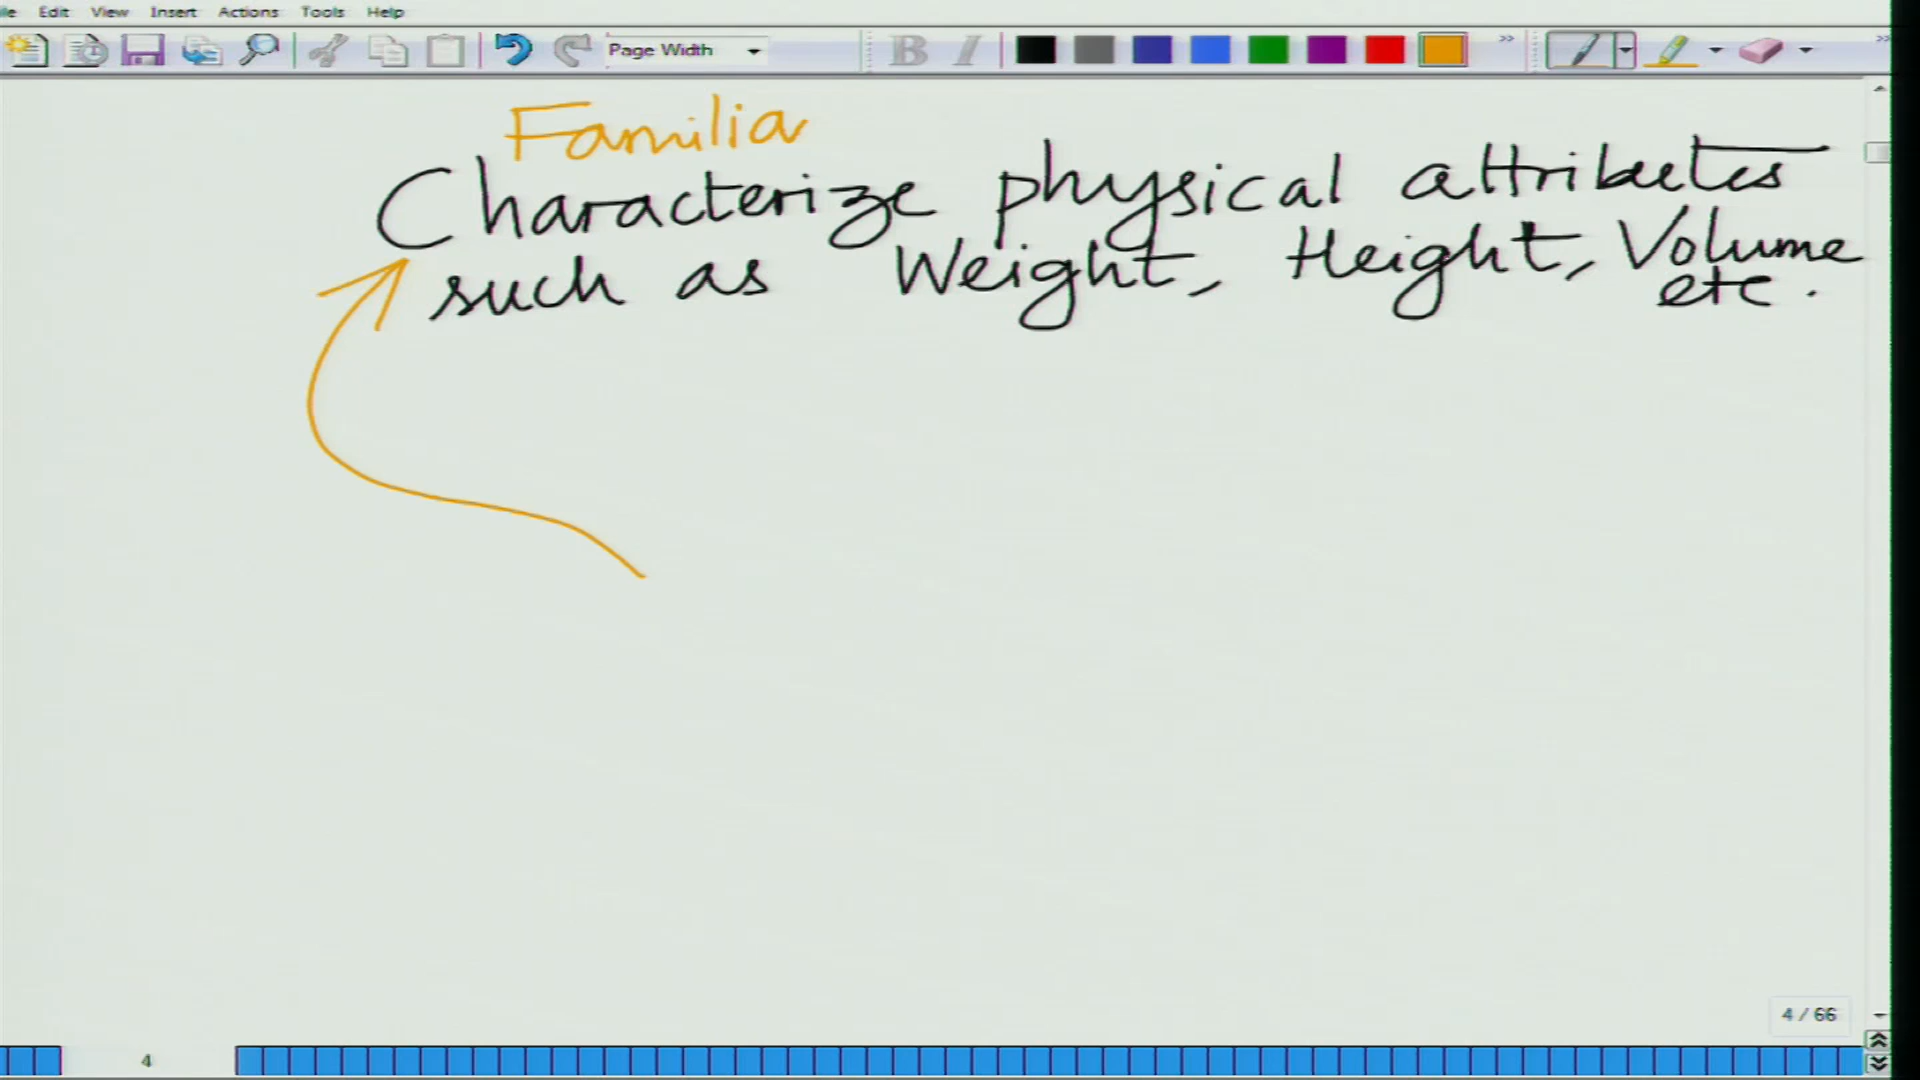 Edit View Insert Actions Tools Help
Page Width
Familia
Characterize physical attributes
such as Weight, Height, Volume
etc.
4 / 66
4